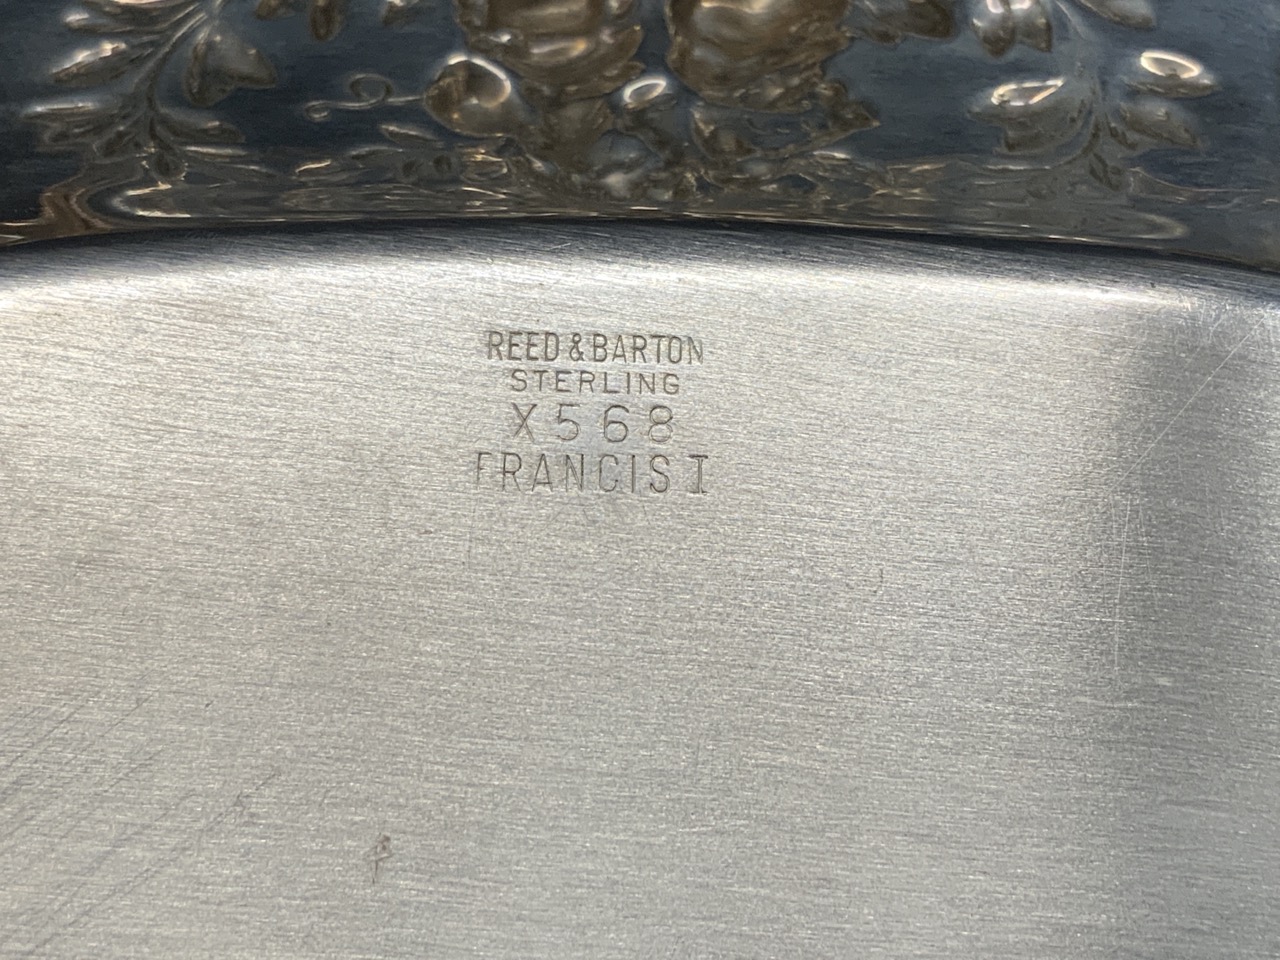 REED & BARTON
STERLING
X568
FRANCIS I